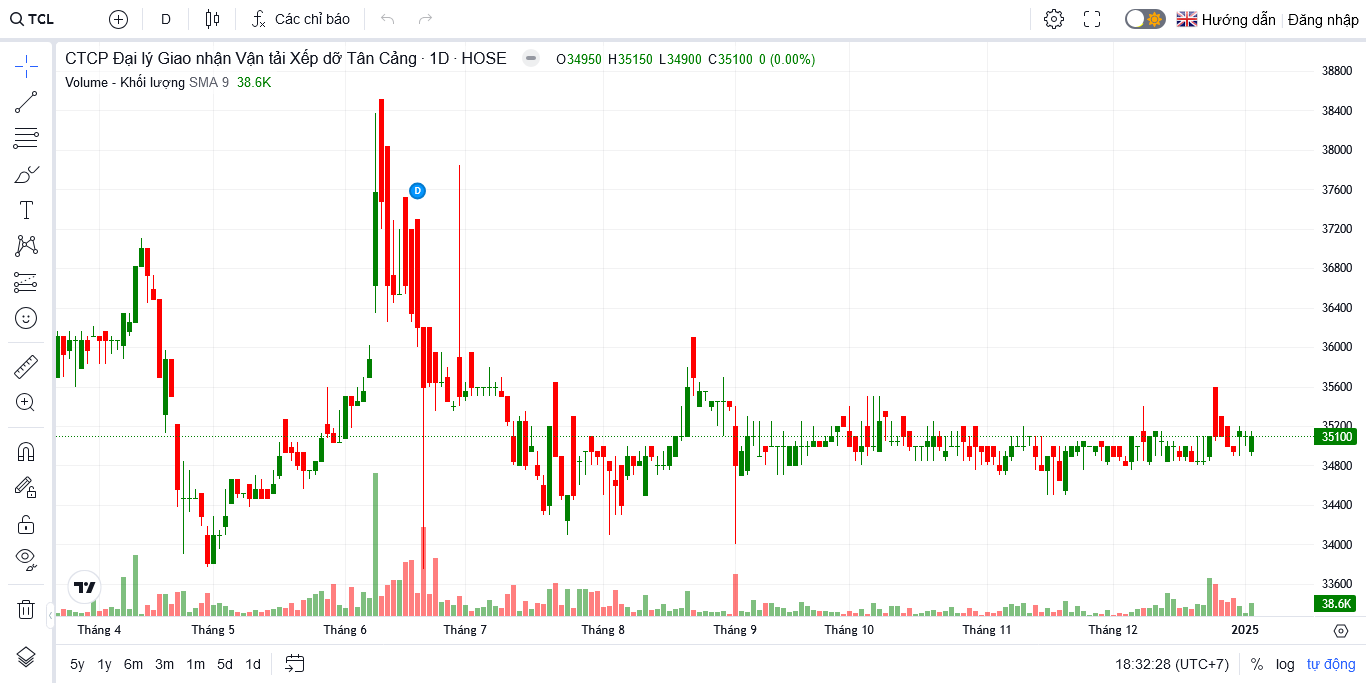 TCL D Các chỉ báo Hướng dẫn Đăng nhập
CTCP Đại lý Giao nhận Vận tải Xếp dỡ Tân Cảng · 1D · HOSE O34950 H35150 L34900 C35100 0 (0.00%)
Volume - Khối lượng SMA 9 38.6K
38800
38400
38000
37600
D
37200
36800
36400
36000
35600
35200
35100
34800
34400
34000
33600
38.6K
Tháng 4 Tháng 5 Tháng 6 Tháng 7 Tháng 8 Tháng 9 Tháng 10 Tháng 11 Tháng 12 2025
5y 1y 6m 3m 1m 5d 1d 18:32:28 (UTC+7) % log tự động